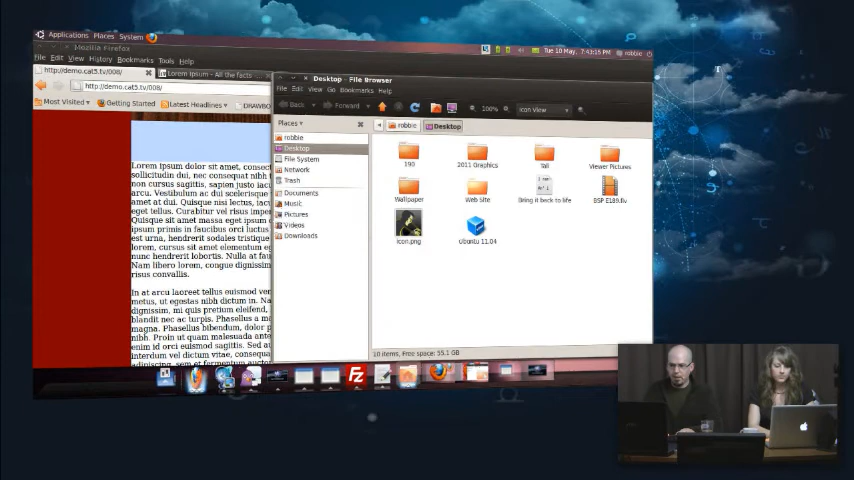 Applications Places System
Tue 10 May, 7:43:16 PM robbie
Mozilla Firefox
File Edit View History Bookmarks Tools Help
http://demo.cat5.tv/008/
Lorem Ipsum - All the facts -
http://demo.cat5.tv/008/
Most Visited Getting Started Latest Headlines DRAWBO
Lorem ipsum dolor sit amet, consect
sollicitudin dui, nec consequat nibh
non cursus sagittis, sapien justo iac
arcu. Vestibulum ac dui scelerisque
amet at dui. Quisque nisi lectus,
eget tellus. Curabitur vel risus imper
Quisque sit amet massa eget ipsum
ipsum primis in faucibus orci luctus
est urna, hendrerit sodales tristique
lorem, cursus sit amet elementum
nunc hendrerit lobortis. Nulla at fe
Nam libero lorem, congue dignissim
risus convallis.
In at arcu laoreet tellus euismod ver
metus, ut egestas nibh dictum in. Na
dignissim, mi quis pretium eleifend,
blandit nec ac turpis. Phasellus a ma
magna. Phasellus bibendum, dolor p
nibh. Proin ut quam malesuada anteo
enim id orci euismod sagittis. Sed
interdum vel dictum vitae, consequa
Desktop - File Browser
File Edit View Go Bookmarks Help
Back Forward 100% Icon View
Places
robbie Desktop
robbie
Desktop
File System
Network
Trash
Documents
Music
Pictures
Videos
Downloads
190 2011 Graphics Tall Viewer Pictures
Wallpaper Web Site Bring it back to life BSP E189.flv
icon.png Ubuntu 11.04
10 items, Free space: 55.1 GB
FZ